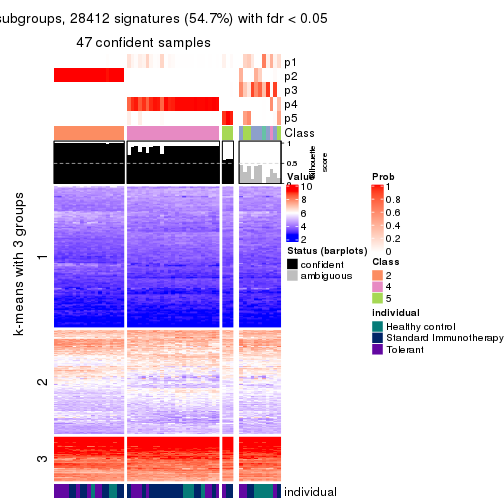 subgroups, 28412 signatures (54.7%) with fdr < 0.05
47 confident samples
p1
p2
p3
p4
p5
Class
1
0.5
0
silhouette
score
k-means with 3 groups
1
2
3
individual
Value
10
8
6
4
2
Status (barplots)
confident
ambiguous
Prob
1
0.8
0.6
0.4
0.2
0
Class
2
4
5
individual
Healthy control
Standard Immunotherapy
Tolerant